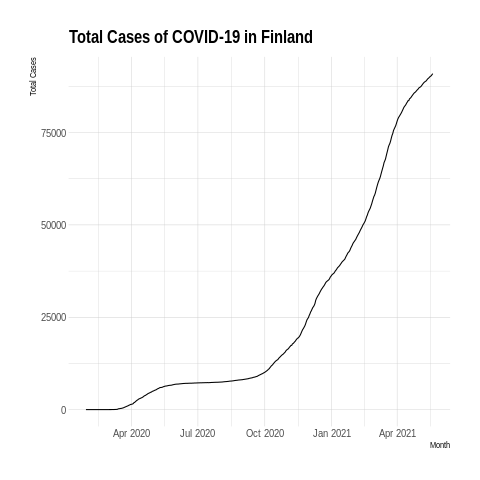 Total Cases of COVID-19 in Finland
Total Cases
75000
50000
25000
0
Apr 2020 Jul 2020 Oct 2020 Jan 2021 Apr 2021
Month